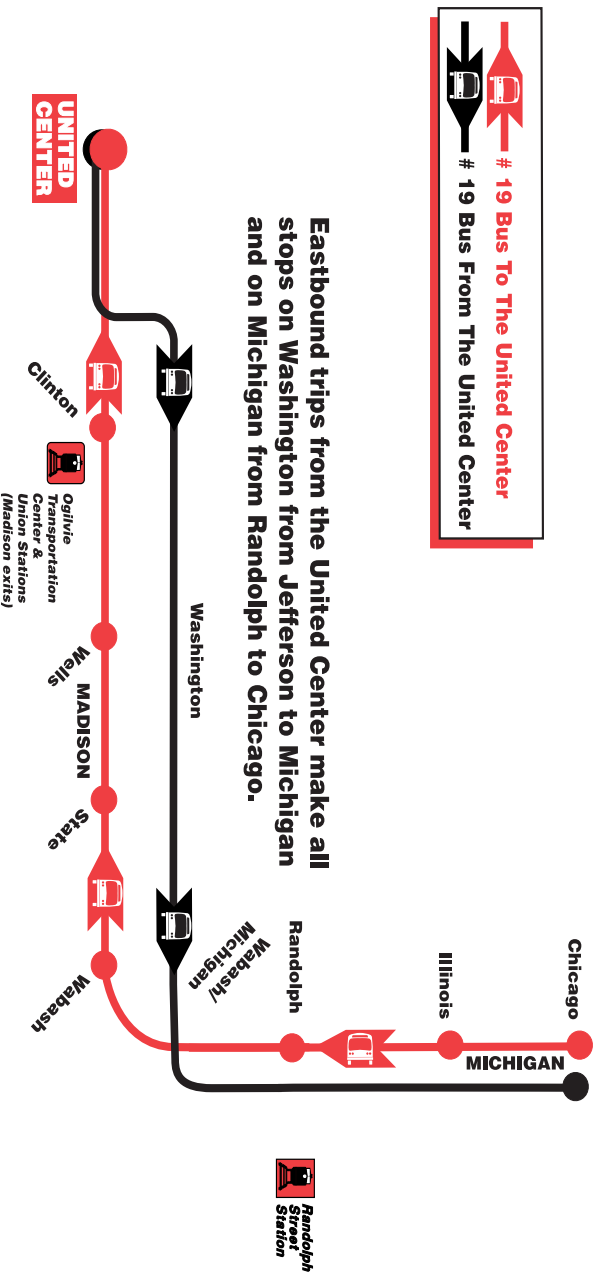 # 19 Bus To The United Center
# 19 Bus From The United Center
Eastbound trips from the United Center make all
stops on Washington from Jefferson to Michigan
and on Michigan from Randolph to Chicago.
Chicago
MICHIGAN
Illinois
Randolph
Randolph
Street
Station
Wabash/
Michigan
Washington
UNITED
CENTER
Clinton
Ogilvie
Transportation
Center &
Union Stations
(Madison exits)
Wells
MADISON
State
Wabash